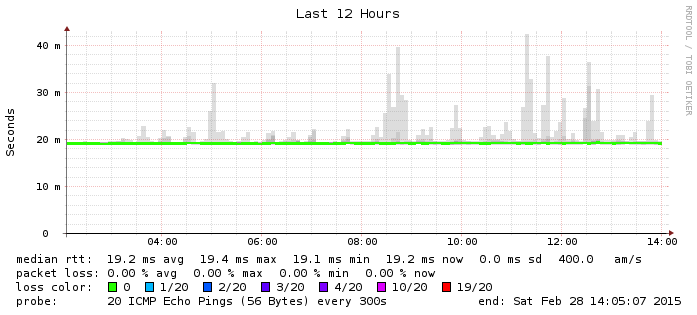 Last 12 Hours
RRDTOOL / TOBI OETIKER
Seconds
40 m
30 m
20 m
10 m
0
04:00 06:00 08:00 10:00 12:00 14:00
median rtt: 19.2 ms avg 19.4 ms max 19.1 ms min 19.2 ms now 0.0 ms sd 400.0 am/s
packet loss: 0.00 % avg 0.00 % max 0.00 % min 0.00 % now
loss color: 0 1/20 2/20 3/20 4/20 10/20 19/20
probe: 20 ICMP Echo Pings (56 Bytes) every 300s end: Sat Feb 28 14:05:07 2015